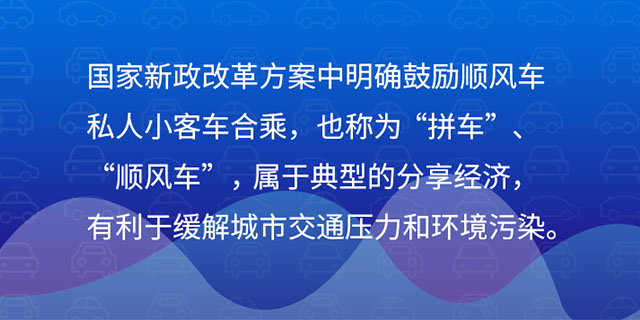 国家新政改革方案中明确鼓励顺风车
私人小客车合乘，也称为“拼车”、
“顺风车”，属于典型的分享经济，
有利于缓解城市交通压力和环境污染。